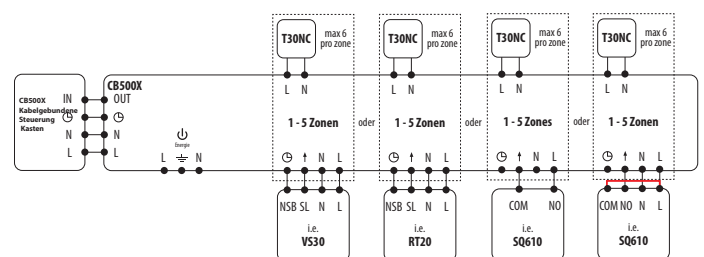 T30NC
max 6
pro zone
T30NC
max 6
pro zone
T30NC
max 6
pro zone
T30NC
max 6
pro zone
L N
L N
L N
L N
CB500X
Kabelgebundene
Steuerung
Kasten
IN
N
L
CB500X
OUT
N
L
Energie
L N
1 - 5 Zonen
oder
1 - 5 Zonen
oder
1 - 5 Zones
oder
1 - 5 Zonen
N L
N L
N L
N L
NSB SL N L
i.e.
VS30
NSB SL N L
i.e.
RT20
COM NO
i.e.
SQ610
COM NO N L
i.e.
SQ610